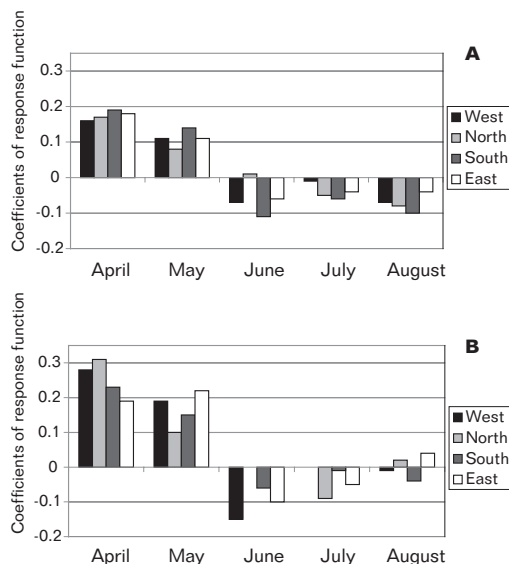 A
Coefficients of response function
0.3
0.2
0.1
0
-0.1
-0.2
April May June July August
West
North
South
East
B
Coefficients of response function
0.3
0.2
0.1
0
-0.1
-0.2
April May June July August
West
North
South
East